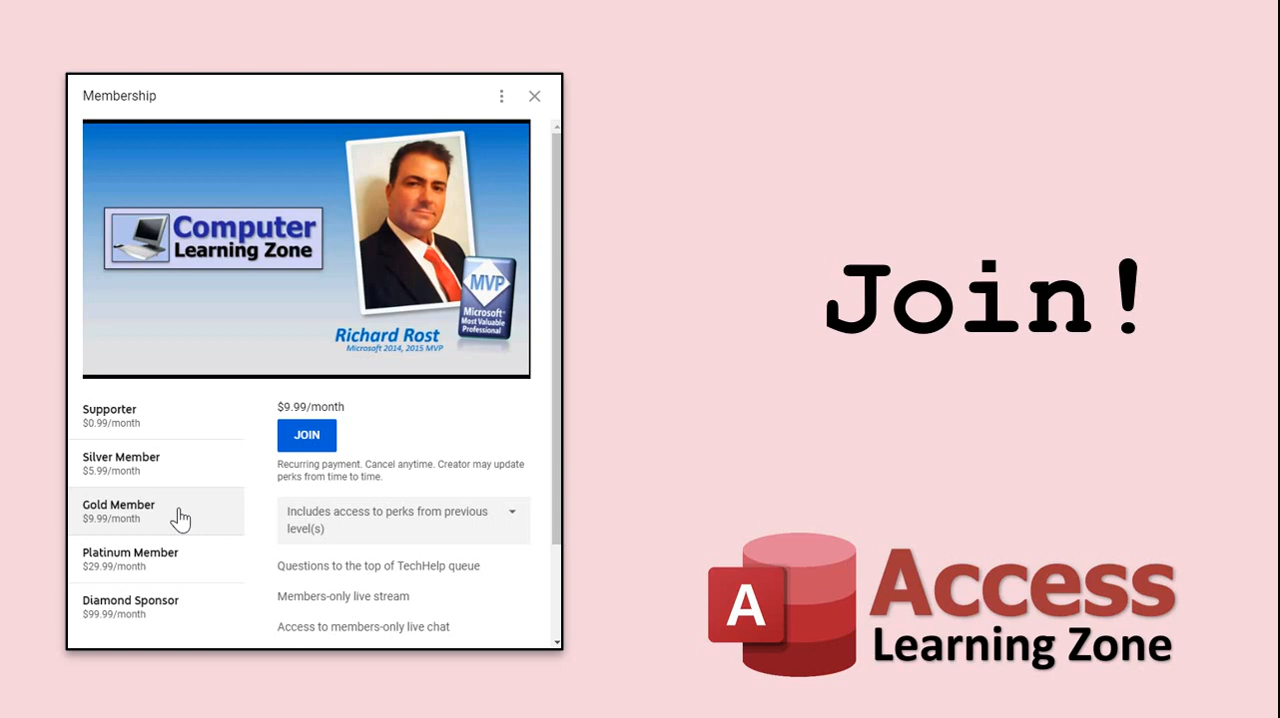 Membership
Computer
Learning Zone
MVP
Microsoft®
Most Valuable
Professional
Richard Rost
Microsoft 2014, 2015 MVP
Supporter
$0.99/month
Silver Member
$5.99/month
Gold Member
$9.99/month
Platinum Member
$29.99/month
Diamond Sponsor
$99.99/month
$9.99/month
JOIN
Recurring payment. Cancel anytime. Creator may update
perks from time to time.
Includes access to perks from previous
level(s)
Questions to the top of TechHelp queue
Members-only live stream
Access to members-only live chat
Join!
A
Access
Learning Zone